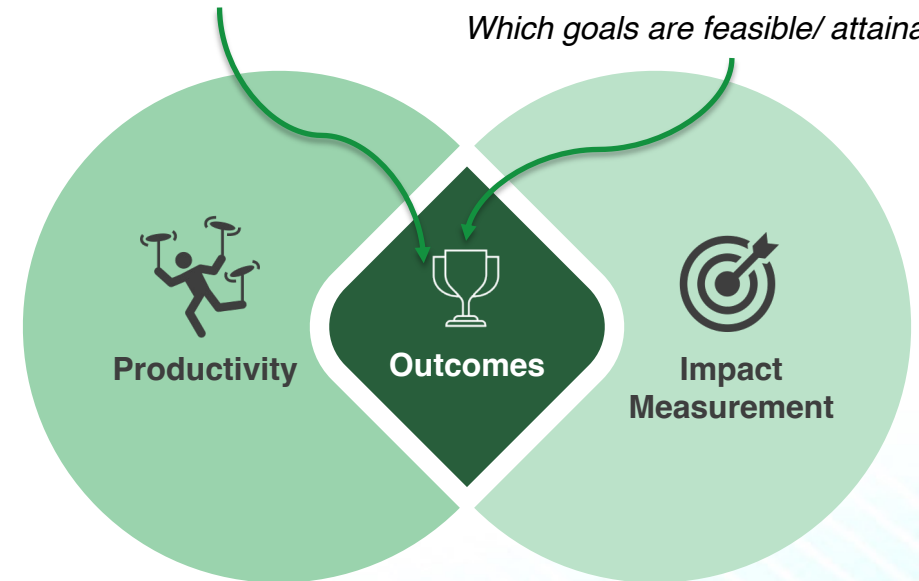 Which goals are feasible/ attaina
Productivity
Outcomes
Impact
Measurement